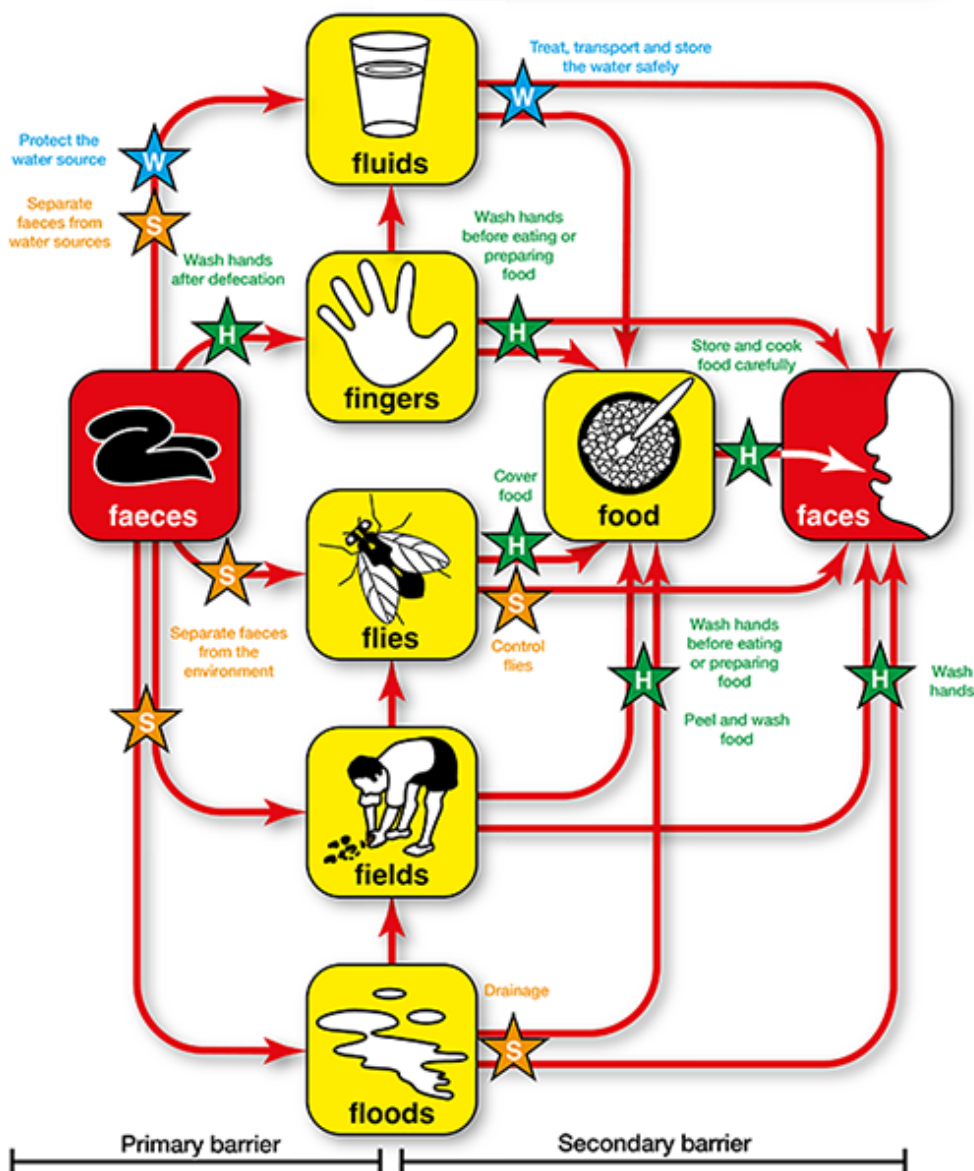 Treat, transport and store
the water safely
W
fluids
Protect the
water source
W
Separate
faeces from
water sources
S
Wash hands
after defecation
H
Wash hands
before eating or
preparing
food
H
fingers
Store and cook
food carefully
H
faeces
food
faces
Cover
food
H
S
flies
S
Control
flies
Separate faeces
from the
environment
S
Wash hands
before eating
or preparing
food
H
Peel and wash
food
H
Wash
hands
fields
Drainage
S
floods
Primary barrier
Secondary barrier